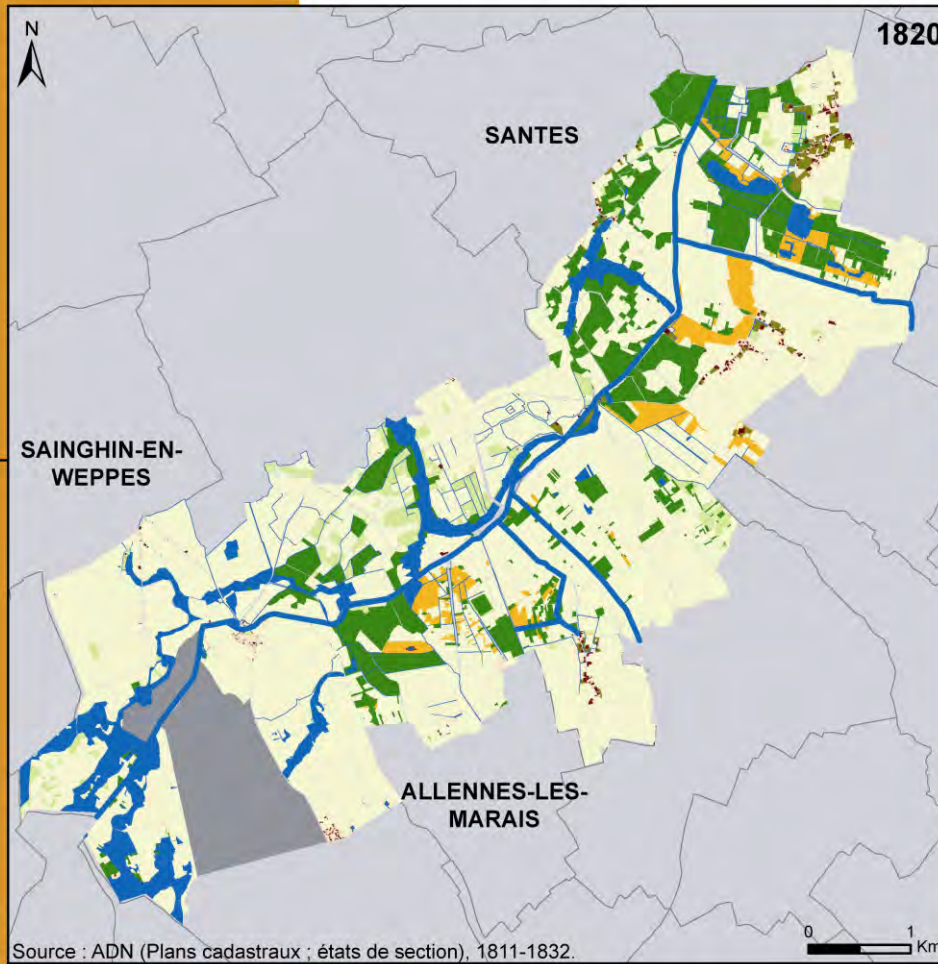 N
1820
SANTES
SAINGHIN-EN-
WEPPES
ALLENNES-LES-
MARAIS
0 1
Km
Source : ADN (Plans cadastraux ; états de section), 1811-1832.